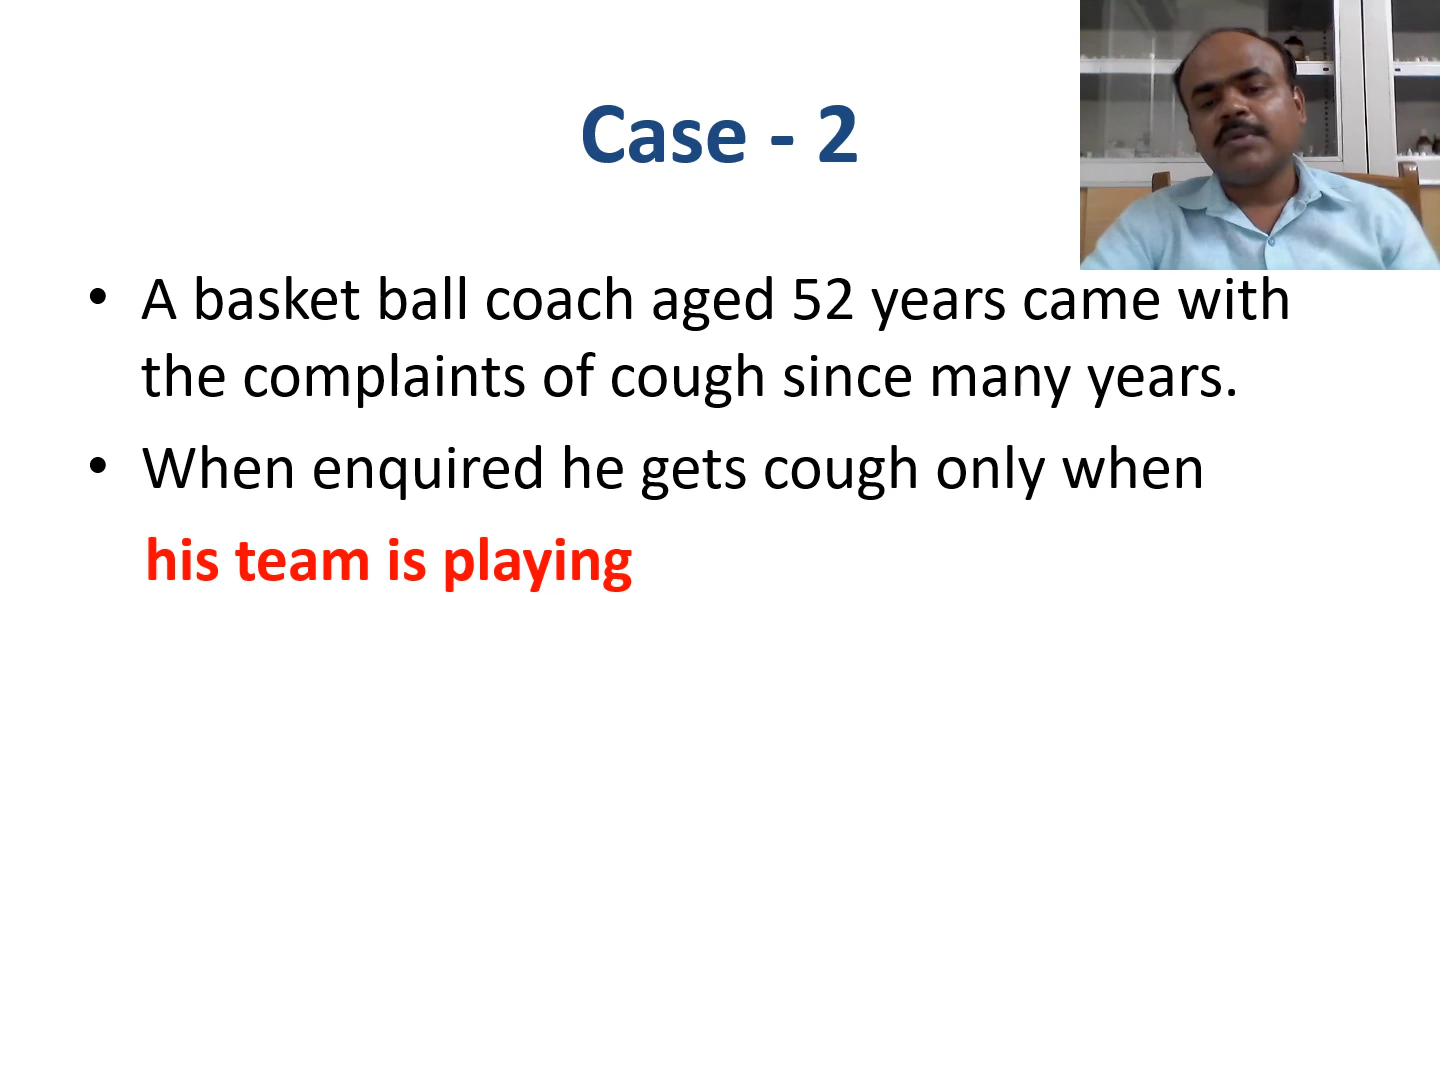 Case - 2
• A basket ball coach aged 52 years came with
the complaints of cough since many years.
• When enquired he gets cough only when
his team is playing